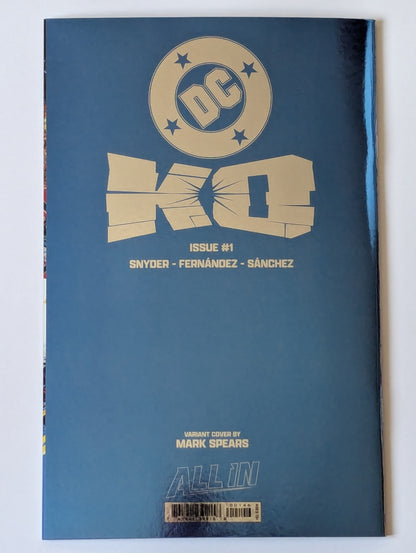 DC
KO
ISSUE #1
SNYDER - FERNÁNDEZ - SÁNCHEZ
VARIANT COVER BY
MARK SPEARS
ALL IN